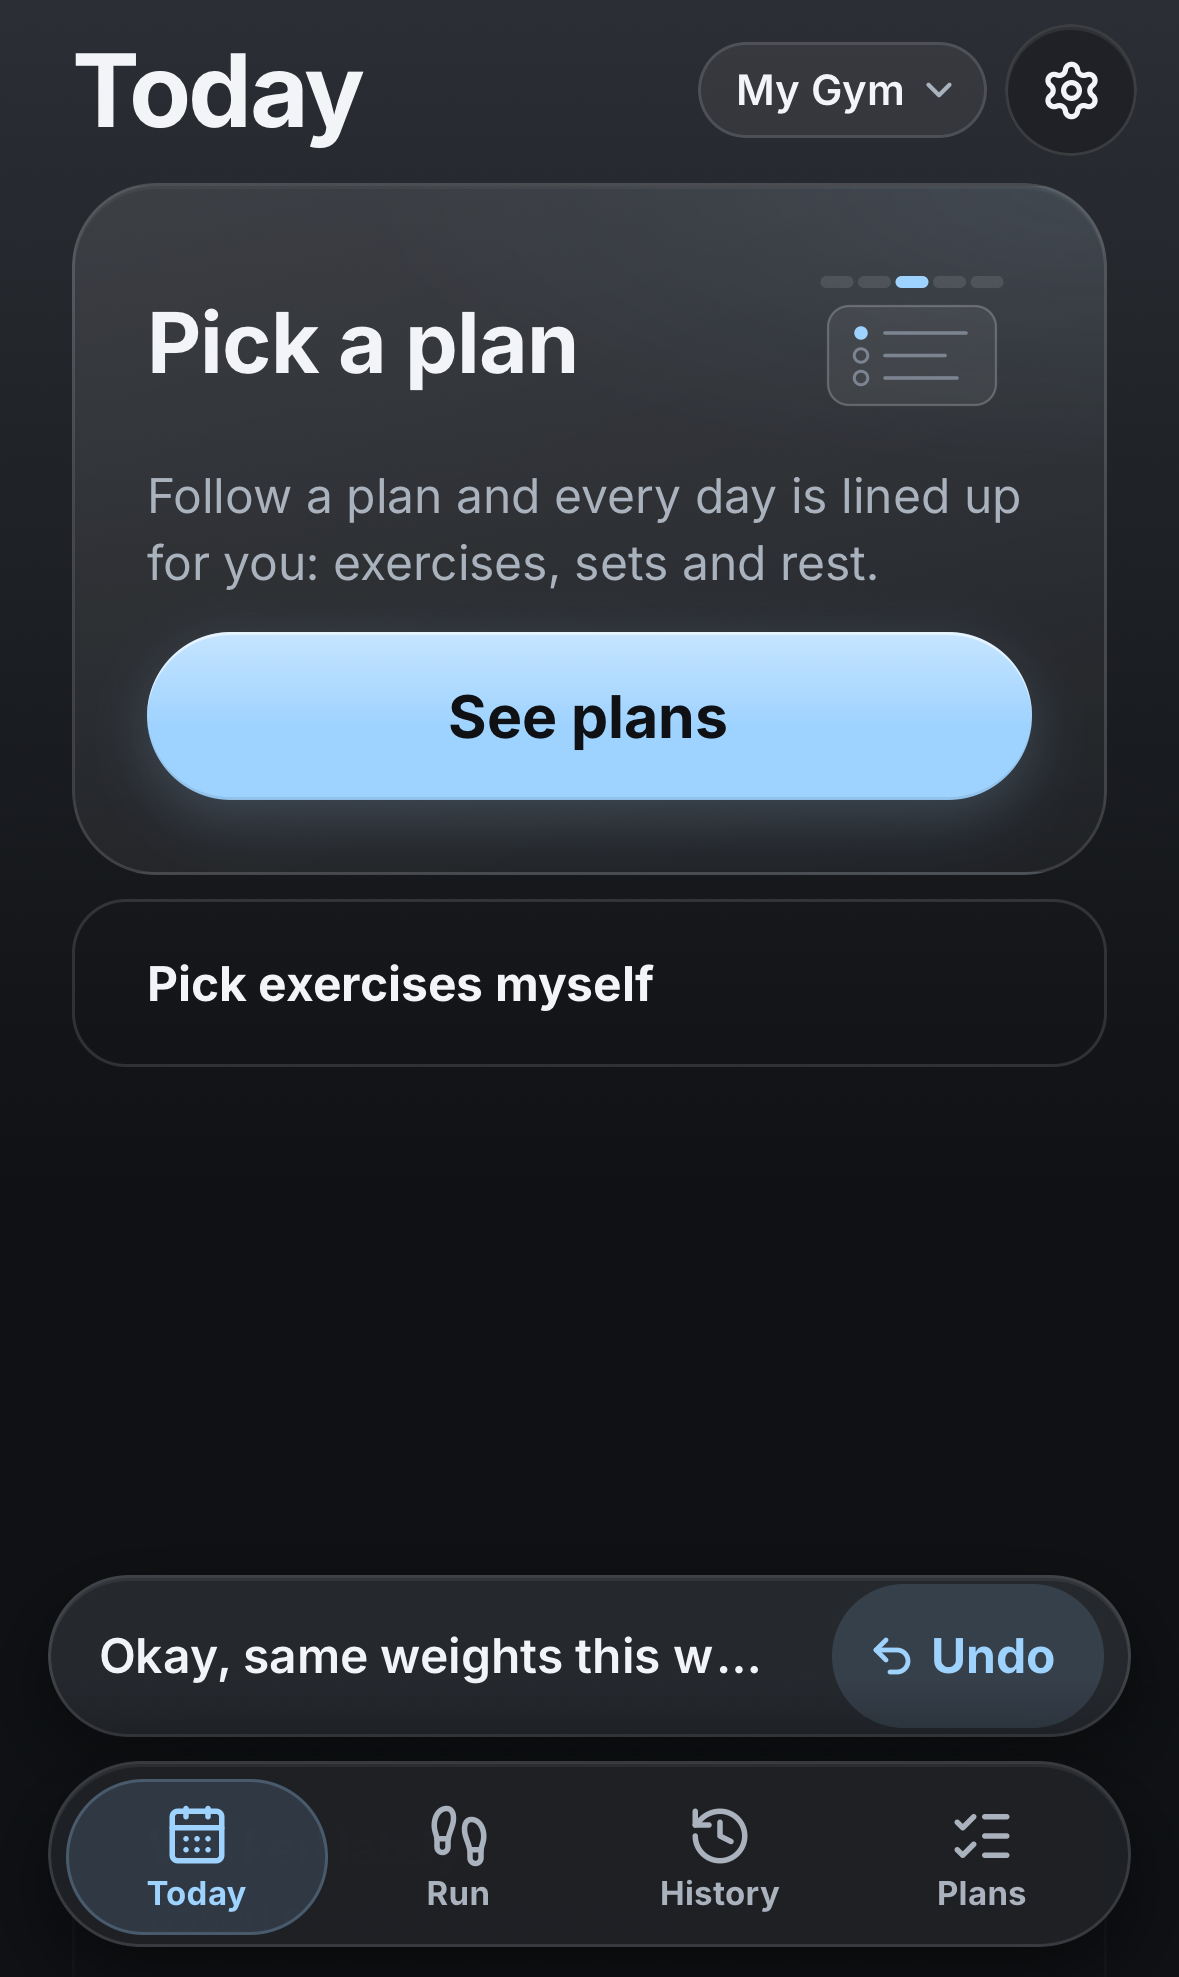 Today
My Gym
Pick a plan
Follow a plan and every day is lined up
for you: exercises, sets and rest.
See plans
Pick exercises myself
Okay, same weights this w...
Undo
Today
Run
History
Plans